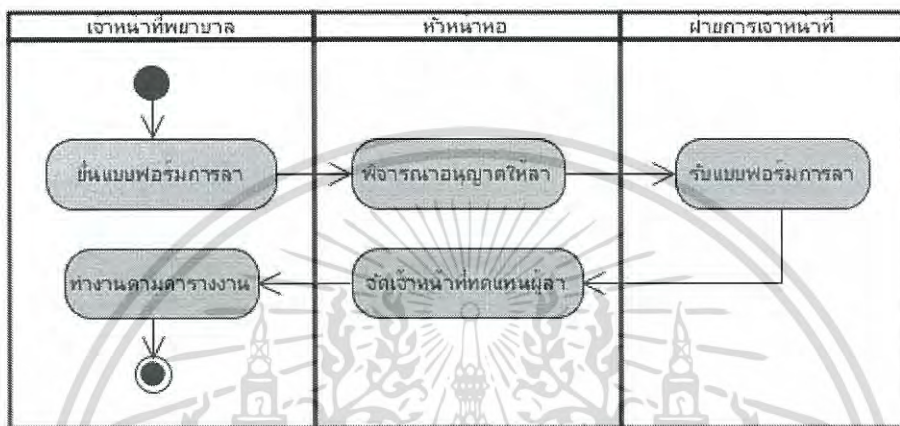 เจ้าหน้าที่พยาบาล
หัวหน้าหอ
ฝ่ายการเจ้าหน้าที่
ยื่นแบบฟอร์มการลา
พิจารณาอนุญาตให้ลา
รับแบบฟอร์มการลา
ทำงานตามตารางงาน
จัดเจ้าหน้าที่ทดแทนผู้ลา